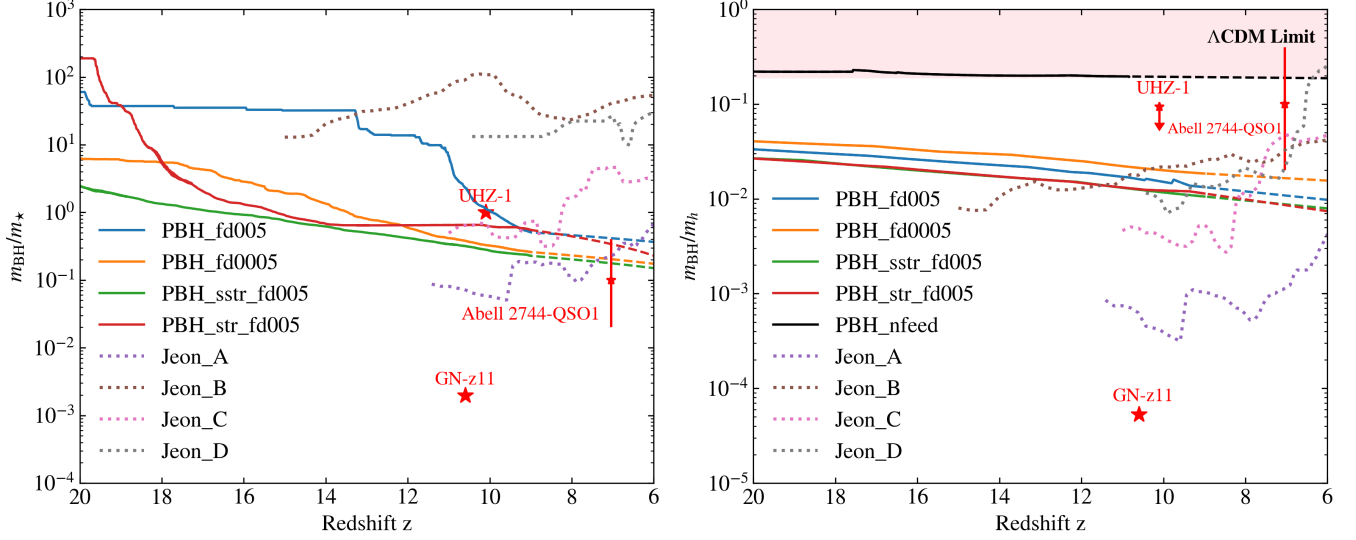 10³
10²
10¹
10⁰
10⁻¹
10⁻²
10⁻³
10⁻⁴
m_BH/m_⋆
UHZ-1
PBH_fd005
PBH_fd0005
PBH_sstr_fd005
PBH_str_fd005
Jeon_A
Jeon_B
Jeon_C
Jeon_D
Abell 2744-QSO1
GN-z11
20 18 16 14 12 10 8 6
Redshift z
10⁰
10⁻¹
10⁻²
10⁻³
10⁻⁴
10⁻⁵
m_BH/m_h
ΛCDM Limit
UHZ-1
Abell 2744-QSO1
PBH_fd005
PBH_fd0005
PBH_sstr_fd005
PBH_str_fd005
PBH_nfeed
Jeon_A
Jeon_B
Jeon_C
Jeon_D
GN-z11
20 18 16 14 12 10 8 6
Redshift z